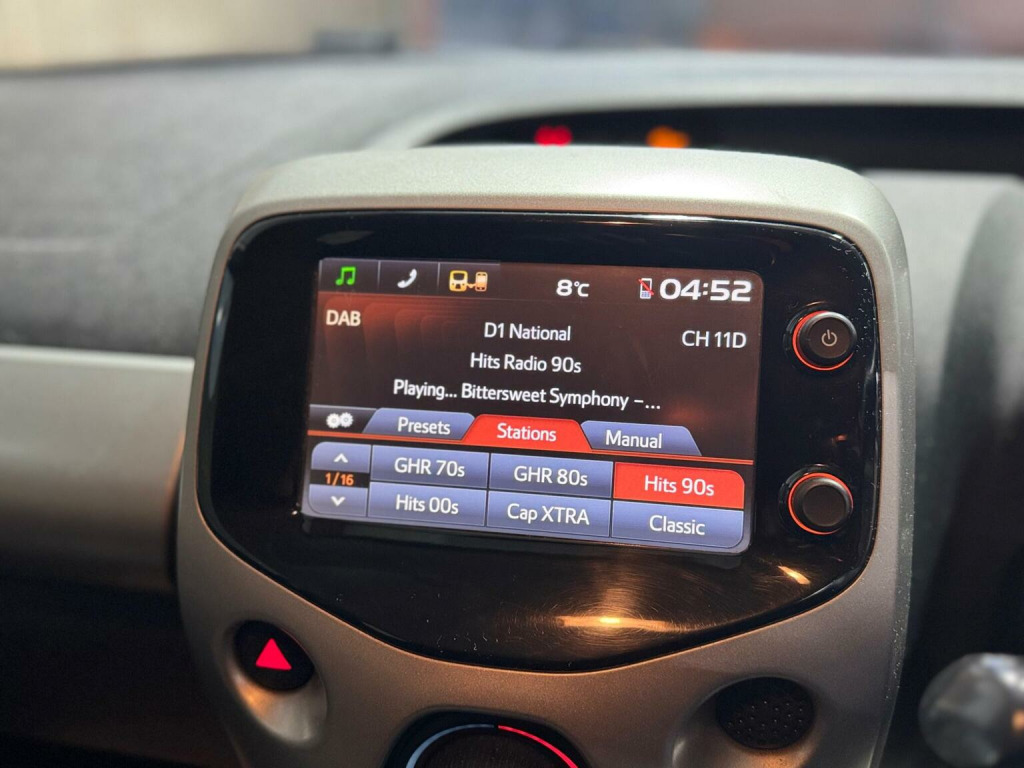 8°C 04:52
DAB
D1 National
CH 11D
Hits Radio 90s
Playing... Bittersweet Symphony –...
Presets Stations Manual
GHR 70s GHR 80s Hits 90s
1/16
Hits 00s Cap XTRA Classic